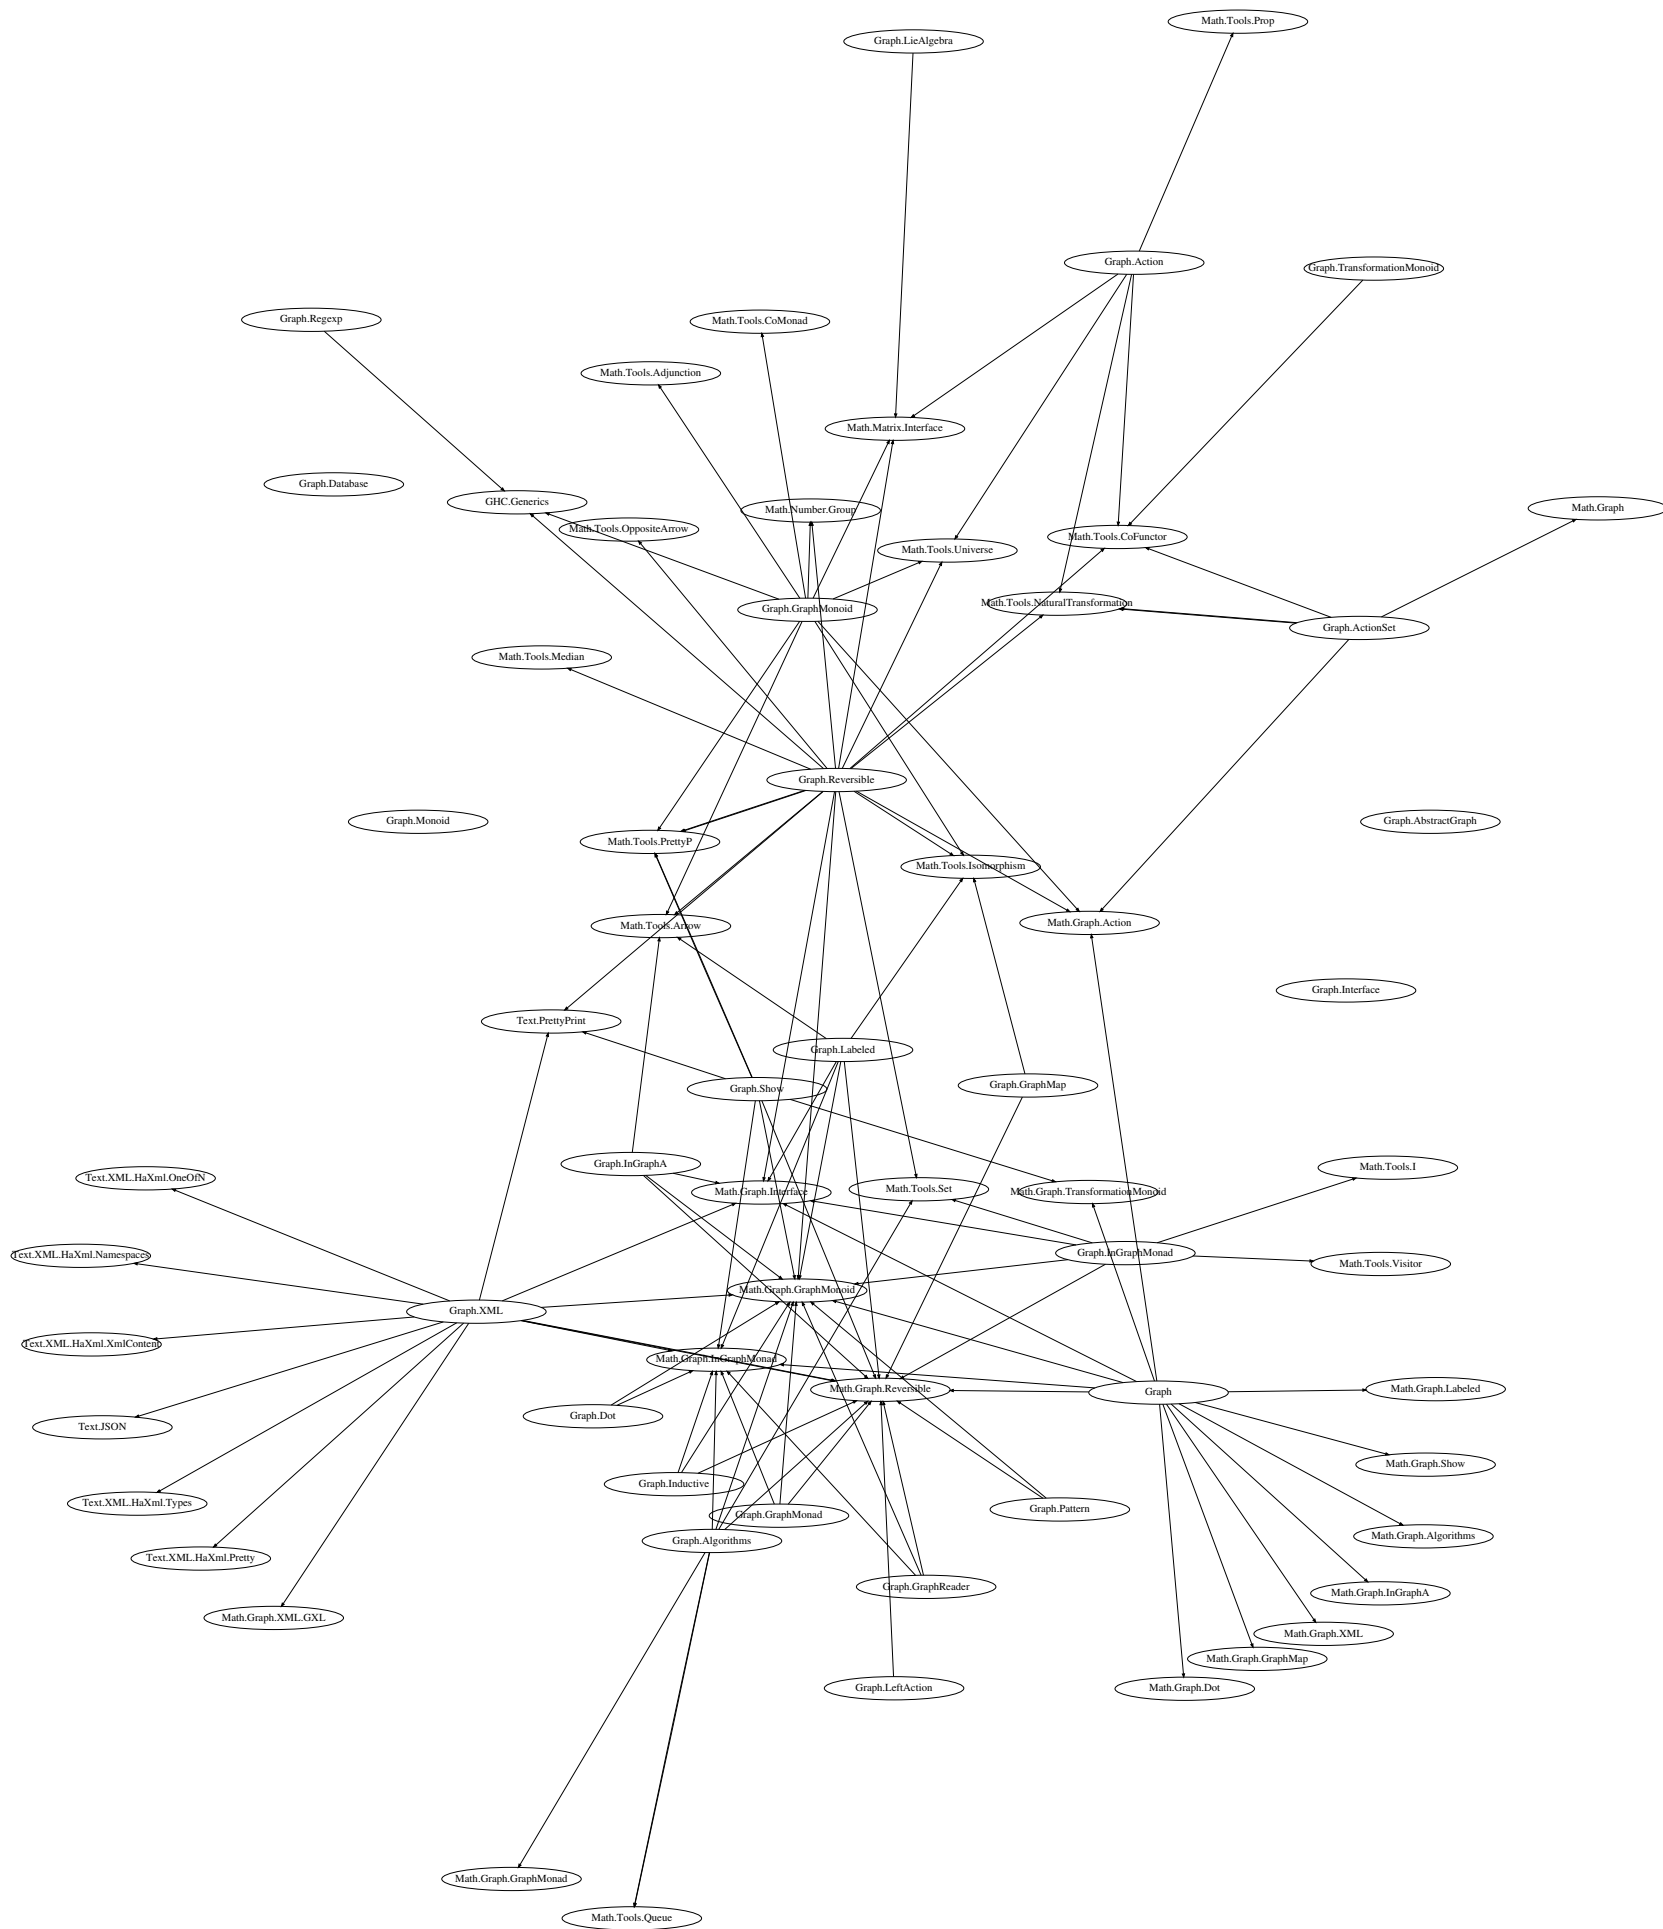 Math.Tools.Prop
Graph.LieAlgebra
Graph.Action
Graph.TransformationMonoid
Graph.Regexp
Math.Tools.CoMonad
Math.Tools.Adjunction
Math.Matrix.Interface
Graph.Database
GHC.Generics
Math.Number.Group
Math.Graph
Math.Tools.OppositeArrow
Math.Tools.CoFunctor
Math.Tools.Universe
Math.Tools.NaturalTransformation
Graph.GraphMonoid
Graph.ActionSet
Math.Tools.Median
Graph.Reversible
Graph.Monoid
Graph.AbstractGraph
Math.Tools.PrettyP
Math.Tools.Isomorphism
Math.Tools.Arrow
Math.Graph.Action
Graph.Interface
Text.PrettyPrint
Graph.Labeled
Graph.Show
Graph.GraphMap
Graph.InGraphA
Math.Tools.I
Text.XML.HaXml.OneOfN
Math.Graph.Interface
Math.Tools.Set
Math.Graph.TransformationMonoid
Text.XML.HaXml.Namespaces
Graph.InGraphMonad
Math.Tools.Visitor
Math.Graph.GraphMonoid
Graph.XML
Text.XML.HaXml.XmlContent
Math.Graph.InGraphMonad
Math.Graph.Reversible
Graph
Math.Graph.Labeled
Graph.Dot
Text.JSON
Math.Graph.Show
Graph.Inductive
Text.XML.HaXml.Types
Graph.Pattern
Graph.GraphMonad
Math.Graph.Algorithms
Graph.Algorithms
Text.XML.HaXml.Pretty
Graph.GraphReader
Math.Graph.InGraphA
Math.Graph.XML.GXL
Math.Graph.XML
Math.Graph.GraphMap
Graph.LeftAction
Math.Graph.Dot
Math.Graph.GraphMonad
Math.Tools.Queue